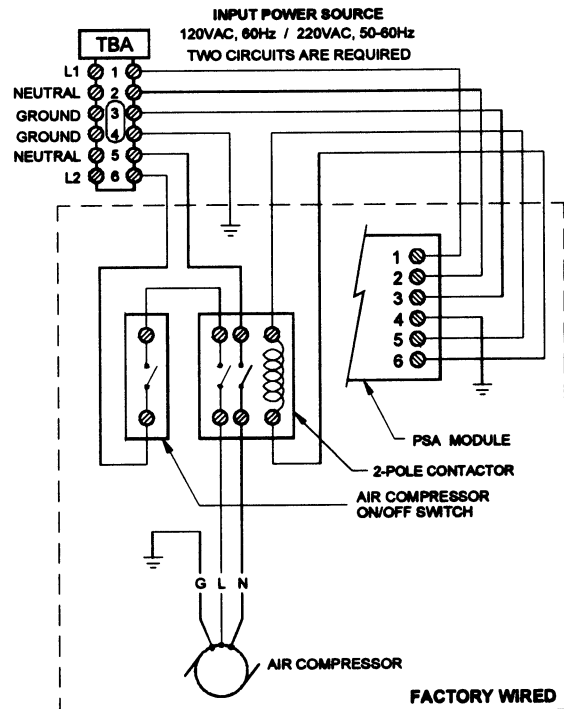 INPUT POWER SOURCE
120VAC, 60Hz / 220VAC, 50-60Hz
TWO CIRCUITS ARE REQUIRED
TBA
L1 1
NEUTRAL 2
GROUND 3
GROUND 4
NEUTRAL 5
L2 6
1
2
3
4
5
6
PSA MODULE
2-POLE CONTACTOR
AIR COMPRESSOR
ON/OFF SWITCH
G L N
AIR COMPRESSOR
FACTORY WIRED